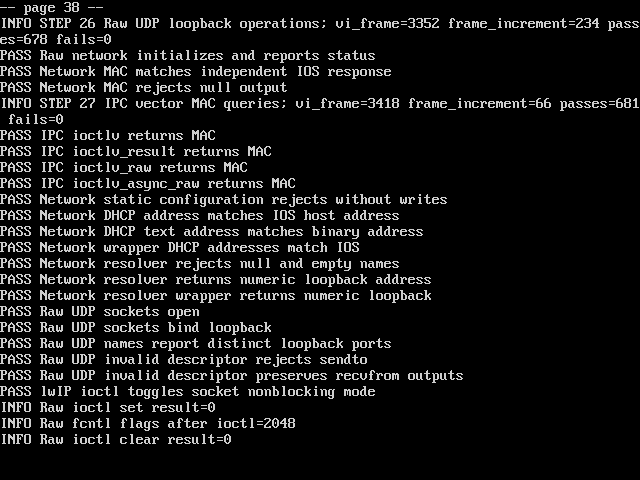 -- page 38 --
INFO STEP 26 Raw UDP loopback operations; vi_frame=3352 frame_increment=234 pass
es=678 fails=0
PASS Raw network initializes and reports status
PASS Network MAC matches independent IOS response
PASS Network MAC rejects null output
INFO STEP 27 IPC vector MAC queries; vi_frame=3418 frame_increment=66 passes=681
 fails=0
PASS IPC ioctlv returns MAC
PASS IPC ioctlv_result returns MAC
PASS IPC ioctlv_raw returns MAC
PASS IPC ioctlv_async_raw returns MAC
PASS Network static configuration rejects without writes
PASS Network DHCP address matches IOS host address
PASS Network DHCP text address matches binary address
PASS Network wrapper DHCP addresses match IOS
PASS Network resolver rejects null and empty names
PASS Network resolver returns numeric loopback address
PASS Network resolver wrapper returns numeric loopback
PASS Raw UDP sockets open
PASS Raw UDP sockets bind loopback
PASS Raw UDP names report distinct loopback ports
PASS Raw UDP invalid descriptor rejects sendto
PASS Raw UDP invalid descriptor preserves recvfrom outputs
PASS lwIP ioctl toggles socket nonblocking mode
INFO Raw ioctl set result=0
INFO Raw fcntl flags after ioctl=2048
INFO Raw ioctl clear result=0